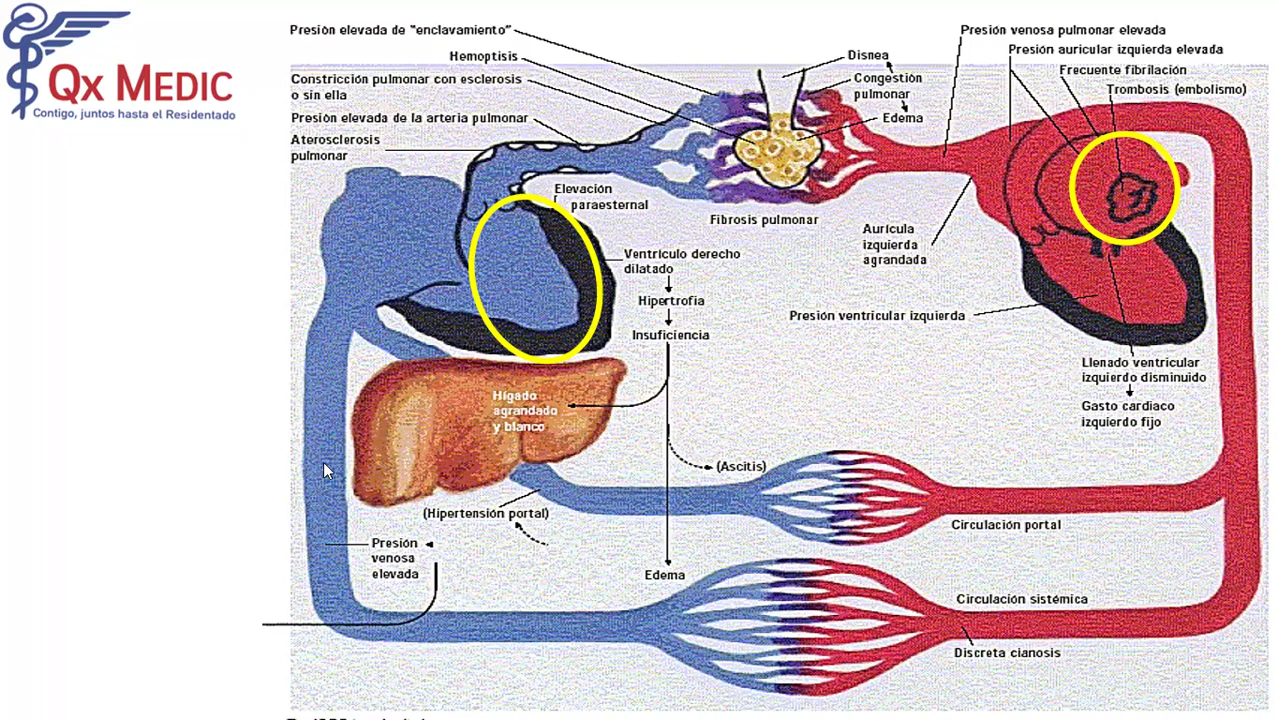 Qx MEDIC
Contigo, juntos hasta el Residentado
Presión elevada de "enclavamiento"
Hemoptisis
Constricción pulmonar con esclerosis
o sin ella
Presión elevada de la arteria pulmonar
Aterosclerosis
pulmonar
Elevación
paraesternal
Disnea
Congestión
pulmonar
Edema
Fibrosis pulmonar
Presión venosa pulmonar elevada
Presión auricular izquierda elevada
Frecuente fibrilación
Trombosis (embolismo)
Aurícula
izquierda
agrandada
Ventrículo derecho
dilatado
Hipertrofia
Insuficiencia
Presión ventricular izquierda
Llenado ventricular
izquierdo disminuido
Gasto cardiaco
izquierdo fijo
Hígado
agrandado
y blanco
(Ascitis)
(Hipertensión portal)
Circulación portal
Presión
venosa
elevada
Edema
Circulación sistémica
Discreta cianosis